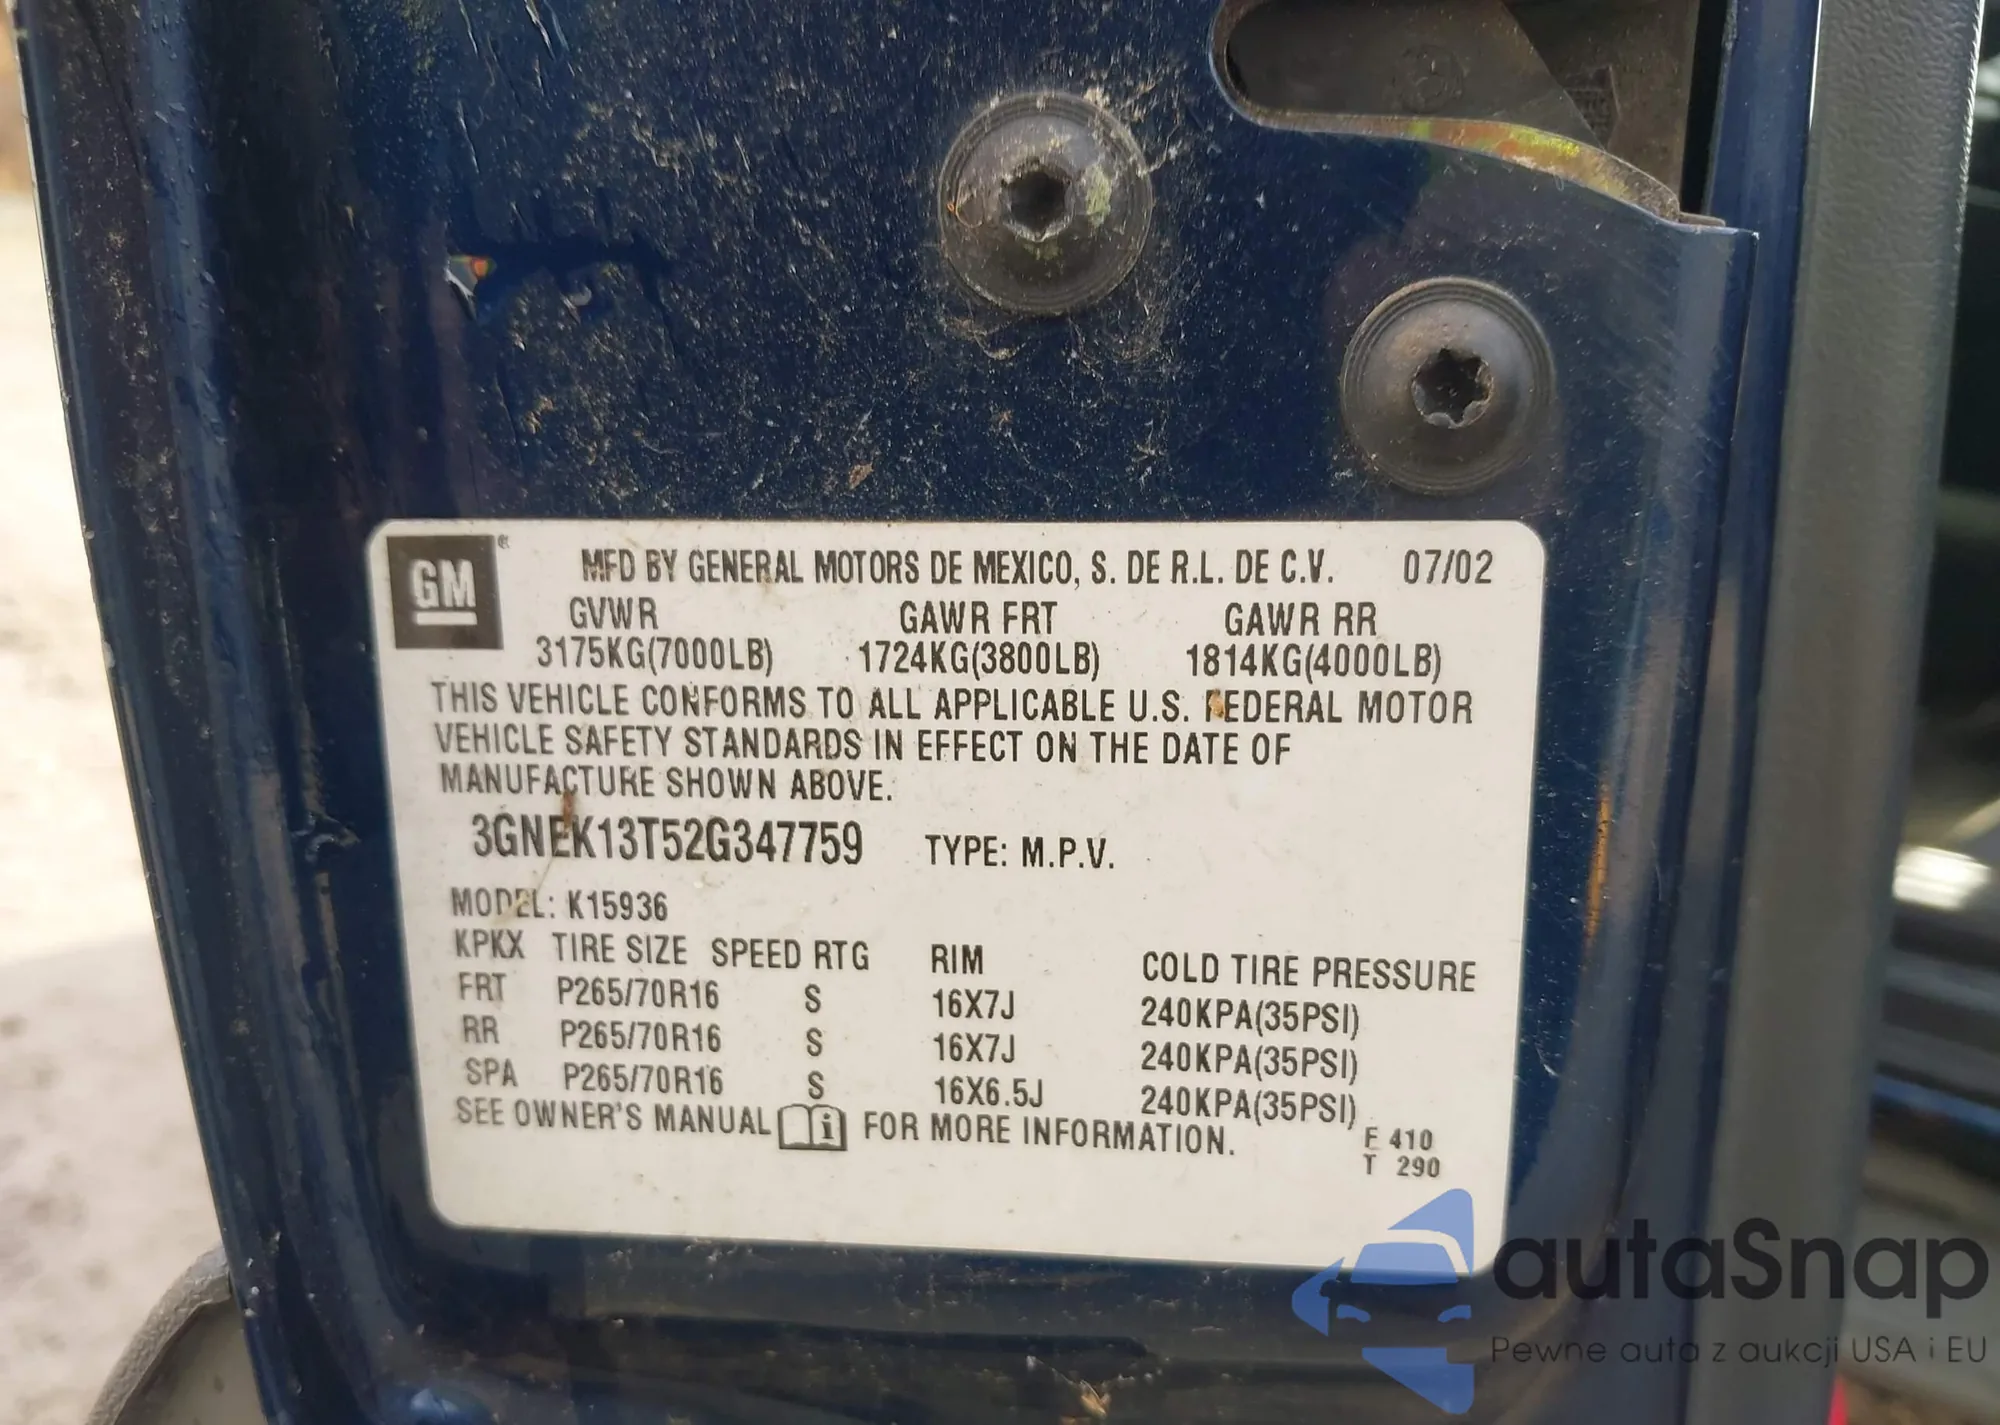 GM®
MFD BY GENERAL MOTORS DE MEXICO, S. DE R.L. DE C.V. 07/02
GVWR GAWR FRT GAWR RR
3175KG(7000LB) 1724KG(3800LB) 1814KG(4000LB)
THIS VEHICLE CONFORMS TO ALL APPLICABLE U.S. FEDERAL MOTOR
VEHICLE SAFETY STANDARDS IN EFFECT ON THE DATE OF
MANUFACTURE SHOWN ABOVE.
3GNEK13T52G347759 TYPE: M.P.V.
MODEL: K15936
KPKX TIRE SIZE SPEED RTG RIM COLD TIRE PRESSURE
FRT P265/70R16 S 16X7J 240KPA(35PSI)
RR P265/70R16 S 16X7J 240KPA(35PSI)
SPA P265/70R16 S 16X6.5J 240KPA(35PSI)
SEE OWNER'S MANUAL i FOR MORE INFORMATION.
F 410
T 290
autaSnap
Pewne auta z aukcji USA i EU